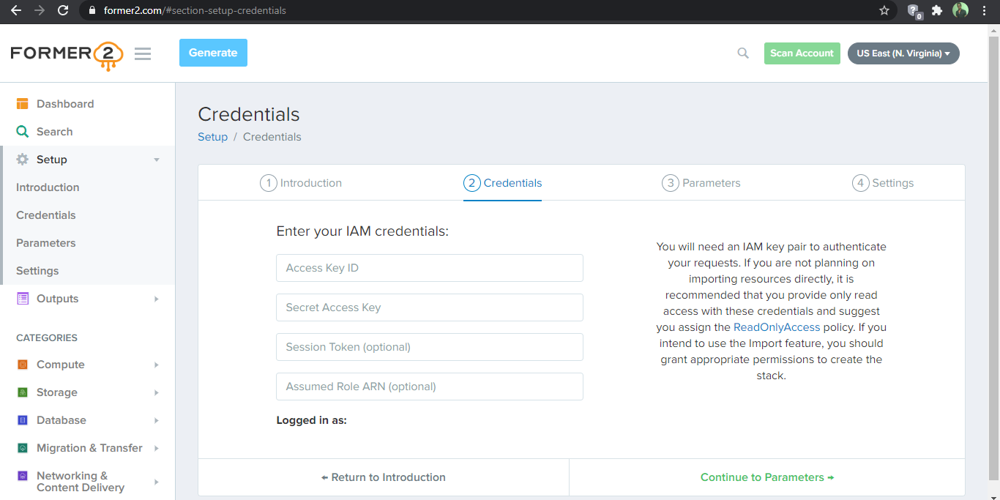 former2.com/#section-setup-credentials
0
FORMER2
Generate
Scan Account
US East (N. Virginia)
Dashboard
Search
Setup
Introduction
Credentials
Parameters
Settings
Outputs
CATEGORIES
Compute
Storage
Database
Migration & Transfer
Networking &
Content Delivery
Credentials
Setup / Credentials
1 Introduction
2 Credentials
3 Parameters
4 Settings
Enter your IAM credentials:
Access Key ID
Secret Access Key
Session Token (optional)
Assumed Role ARN (optional)
Logged in as:
You will need an IAM key pair to authenticate
your requests. If you are not planning on
importing resources directly, it is
recommended that you provide only read
access with these credentials and suggest
you assign the ReadOnlyAccess policy. If you
intend to use the Import feature, you should
grant appropriate permissions to create the
stack.
← Return to Introduction
Continue to Parameters →